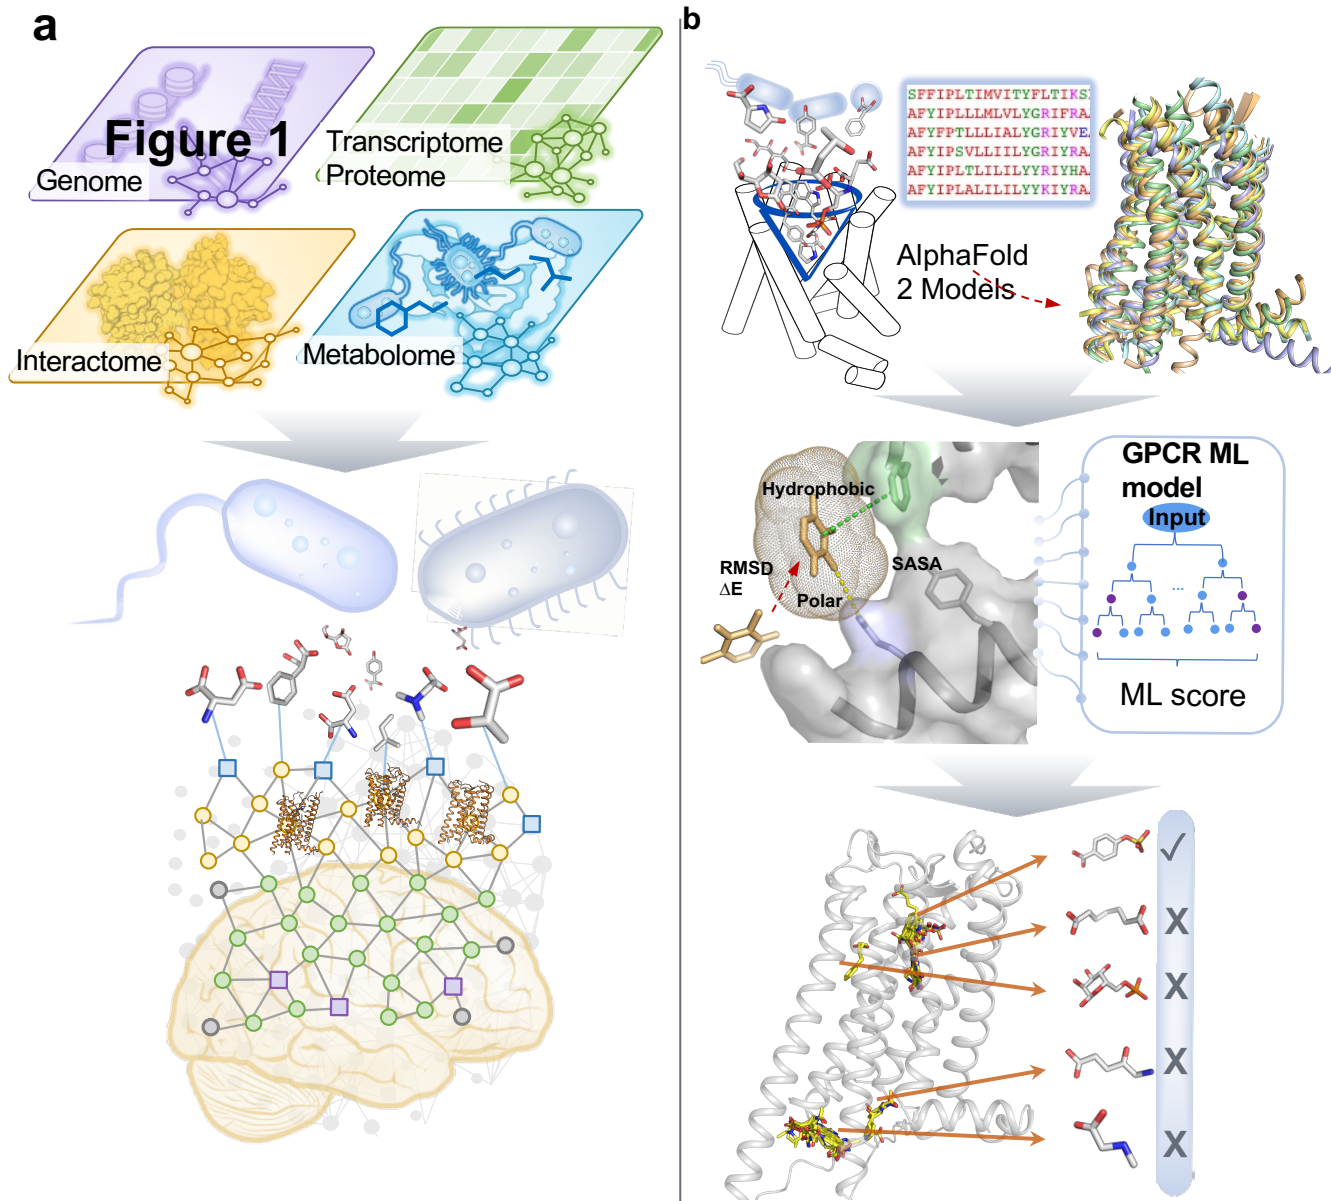 a
Figure 1
Genome
Transcriptome
Proteome
Interactome
Metabolome
b
SFFIPLTIMVITYFLTIKS
AFYIPLLLMLVLYGRIFRA
AFYFPTLLLIALYGRIYVE
AFYIPSVLLIILYGRIYRA
AFYIPLTLILILYYRIYHA
AFYIPLALILILYYKIYRA
AlphaFold
2 Models
Hydrophobic
RMSD
ΔE
Polar
SASA
GPCR ML
model
Input
...
ML score
✓
X
X
X
X